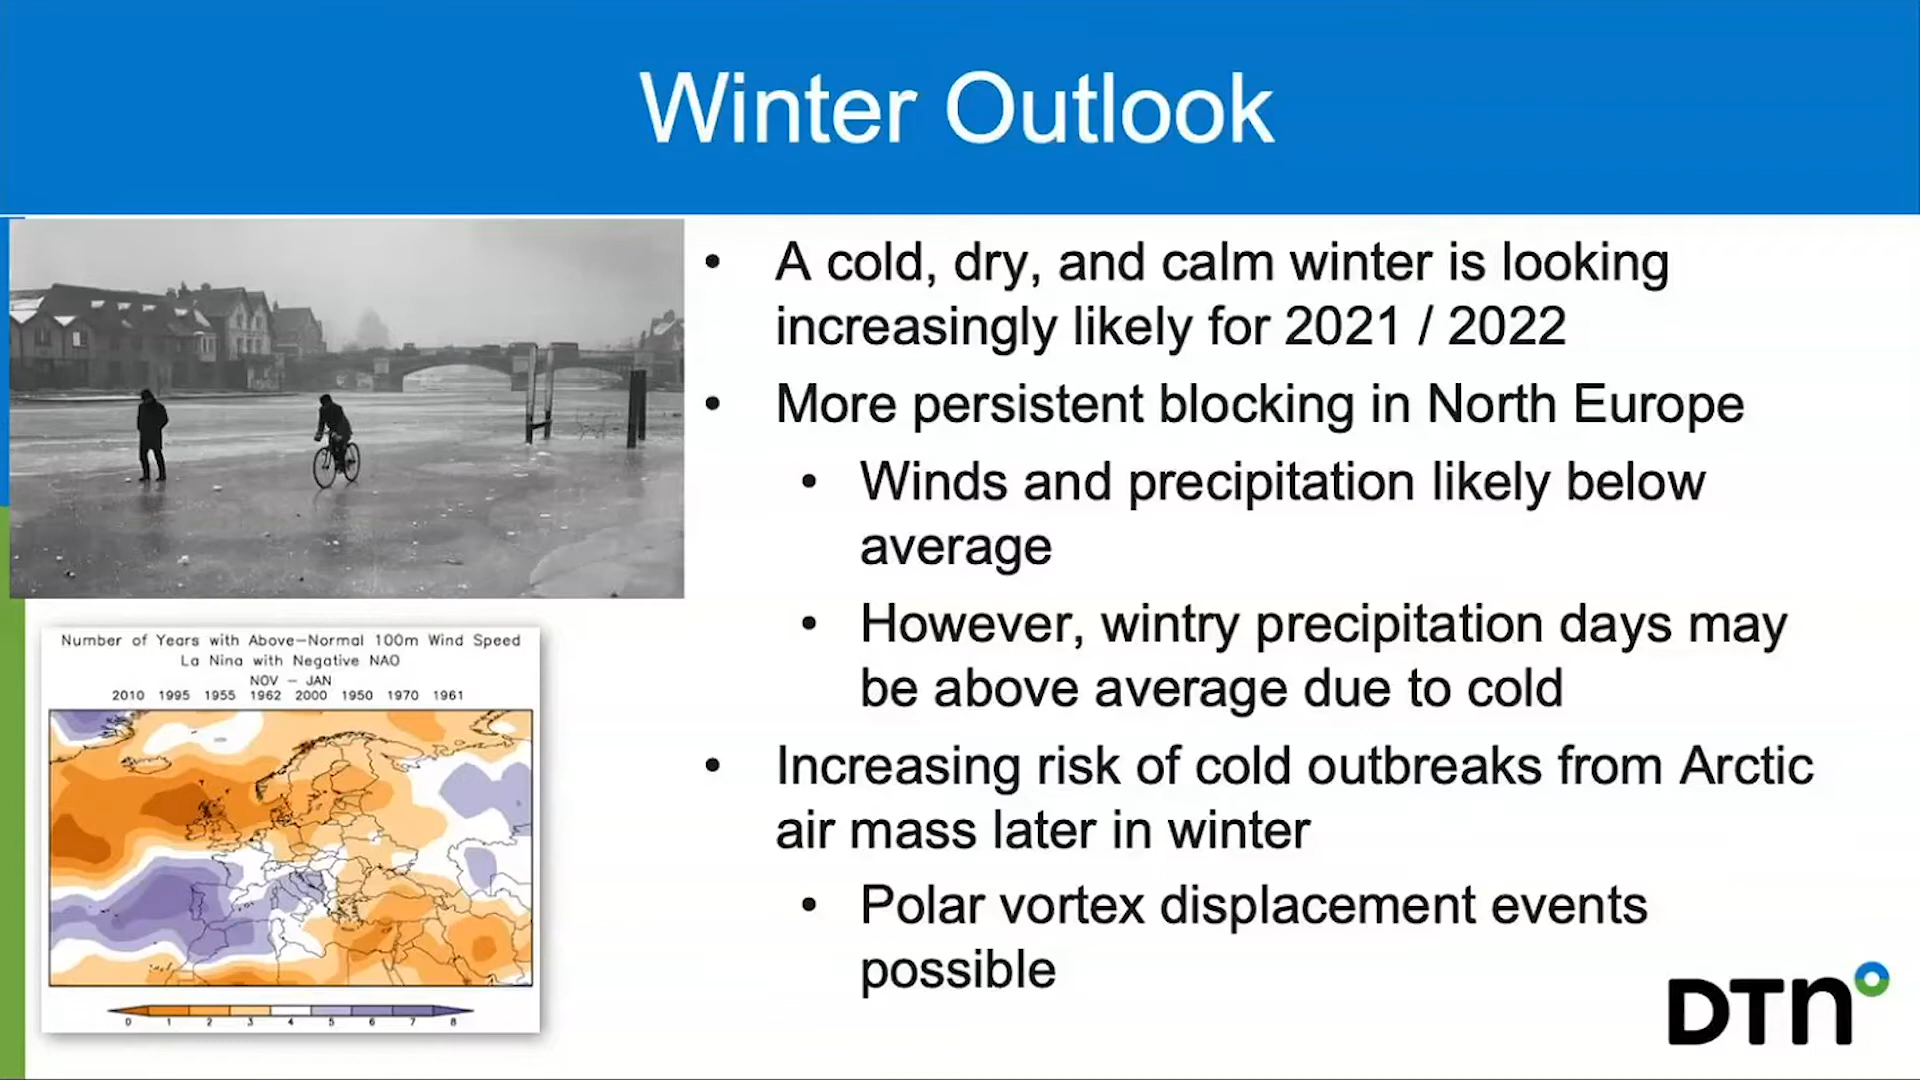 Winter Outlook
• A cold, dry, and calm winter is looking
increasingly likely for 2021 / 2022
• More persistent blocking in North Europe
• Winds and precipitation likely below
average
• However, wintry precipitation days may
be above average due to cold
• Increasing risk of cold outbreaks from Arctic
air mass later in winter
• Polar vortex displacement events
possible
Number of Years with Above-Normal 100m Wind Speed
La Nina with Negative NAO
NOV - JAN
2010 1995 1955 1962 2000 1950 1970 1961
0 1 2 3 4 5 6 7 8
DTN